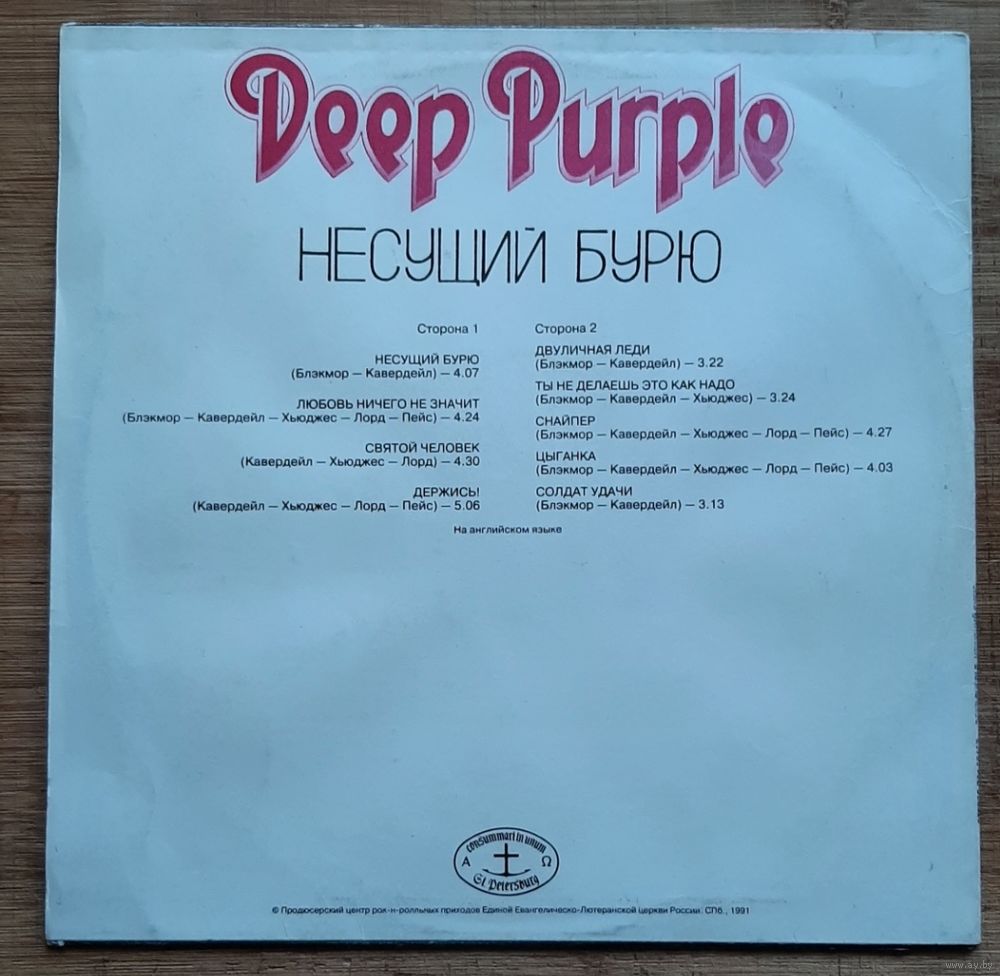 Deep Purple
НЕСУЩИЙ БУРЮ
Сторона 1
НЕСУЩИЙ БУРЮ
(Блэкмор — Кавердейл) — 4.07
ЛЮБОВЬ НИЧЕГО НЕ ЗНАЧИТ
(Блэкмор — Кавердейл — Хьюджес — Лорд — Пейс) — 4.24
СВЯТОЙ ЧЕЛОВЕК
(Кавердейл — Хьюджес — Лорд) — 4.30
ДЕРЖИСЬ!
(Кавердейл — Хьюджес — Лорд — Пейс) — 5.06
Сторона 2
ДВУЛИЧНАЯ ЛЕДИ
(Блэкмор — Кавердейл) — 3.22
ТЫ НЕ ДЕЛАЕШЬ ЭТО КАК НАДО
(Блэкмор — Кавердейл — Хьюджес) — 3.24
СНАЙПЕР
(Блэкмор — Кавердейл — Хьюджес — Лорд — Пейс) — 4.27
ЦЫГАНКА
(Блэкмор — Кавердейл — Хьюджес — Лорд — Пейс) — 4.03
СОЛДАТ УДАЧИ
(Блэкмор — Кавердейл) — 3.13
На английском языке
consummari in unum
Α Ω
St. Petersburg
© Продюсерский центр рок-н-ролльных приходов Единой Евангелическо-Лютеранской церкви России. СПб., 1991
www.ay.by